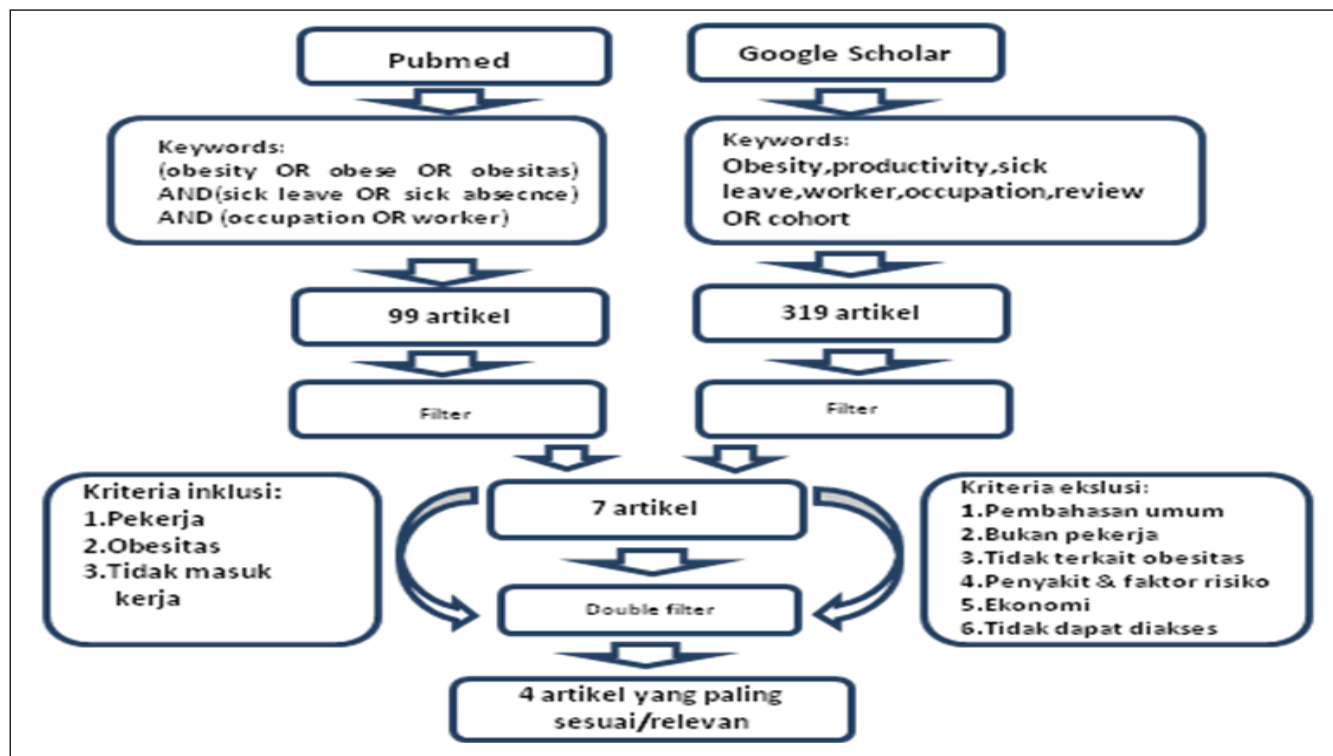 Pubmed
Google Scholar
Keywords:
(obesity OR obese OR obesitas)
AND(sick leave OR sick absecnce)
AND (occupation OR worker)
Keywords:
Obesity,productivity,sick
leave,worker,occupation,review
OR cohort
99 artikel
319 artikel
Filter
Filter
Kriteria inklusi:
1.Pekerja
2.Obesitas
3.Tidak masuk
kerja
7 artikel
Kriteria ekslusi:
1.Pembahasan umum
2.Bukan pekerja
3.Tidak terkait obesitas
4.Penyakit & faktor risiko
5.Ekonomi
6.Tidak dapat diakses
Double filter
4 artikel yang paling
sesuai/relevan